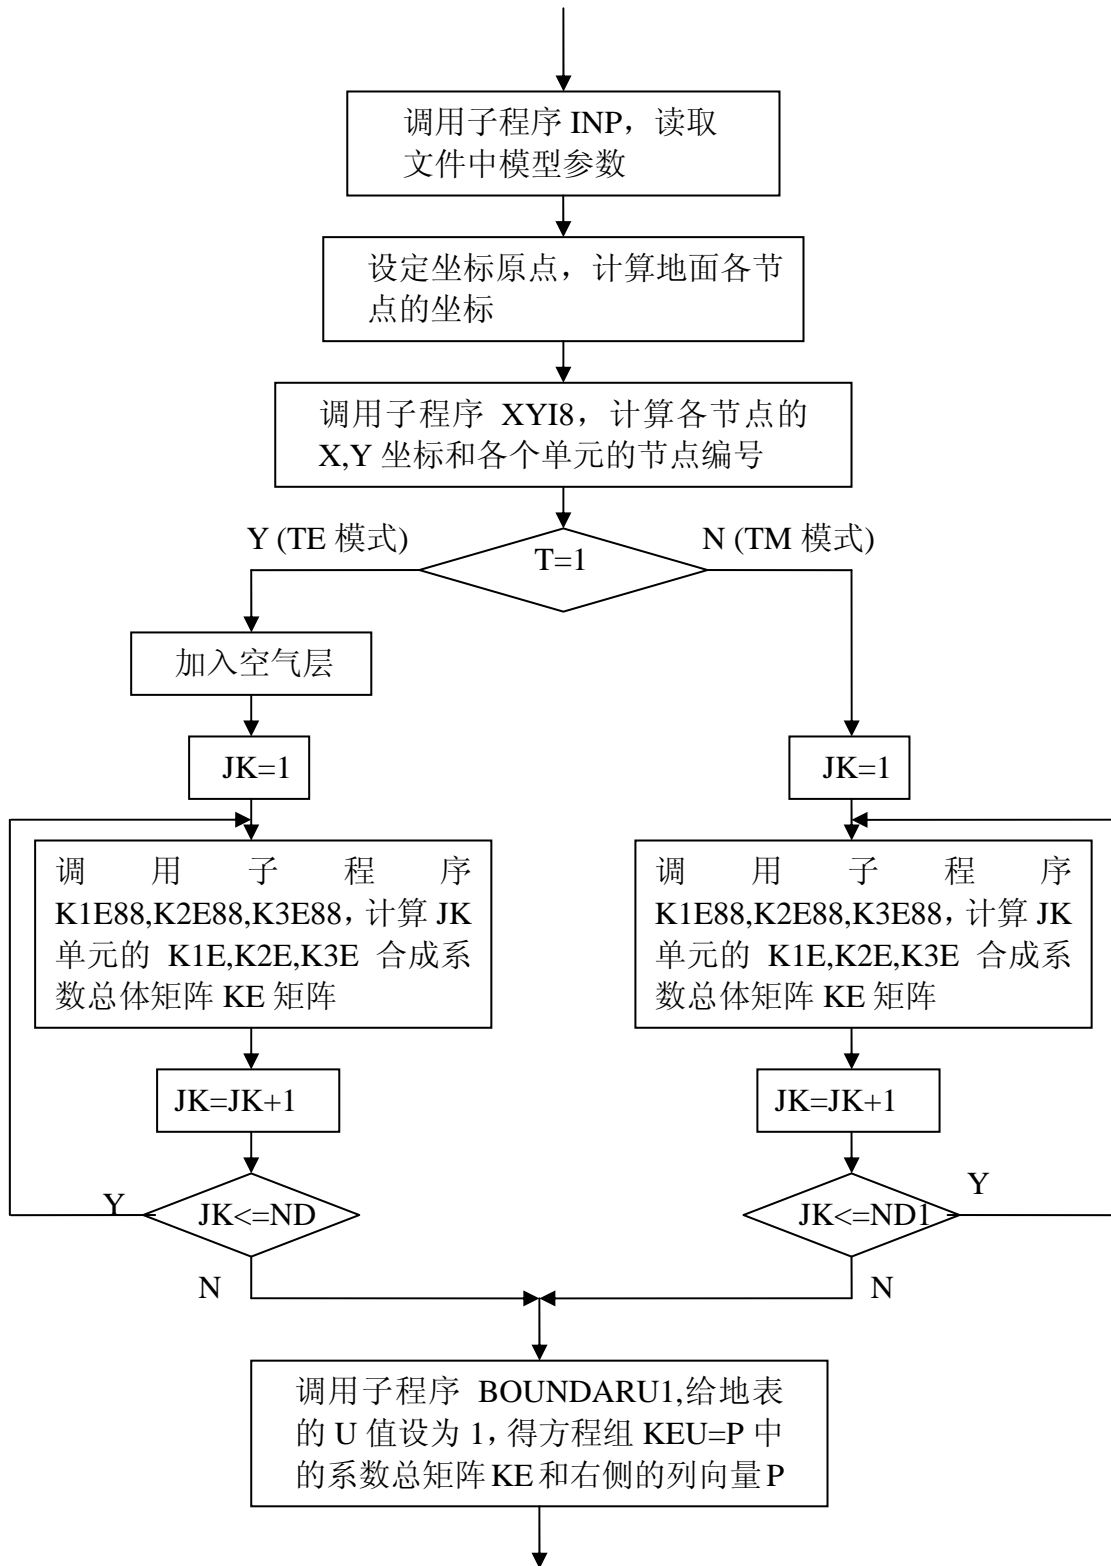 调用子程序 INP，读取
文件中模型参数
设定坐标原点，计算地面各节
点的坐标
调用子程序 XYI8，计算各节点的
X,Y 坐标和各个单元的节点编号
Y (TE 模式)
T=1
N (TM 模式)
加入空气层
JK=1
JK=1
调用子程序
K1E88,K2E88,K3E88，计算 JK
单元的 K1E,K2E,K3E 合成系
数总体矩阵 KE 矩阵
调用子程序
K1E88,K2E88,K3E88，计算 JK
单元的 K1E,K2E,K3E 合成系
数总体矩阵 KE 矩阵
JK=JK+1
JK=JK+1
Y
JK<=ND
JK<=ND1
Y
N
N
调用子程序 BOUNDARU1,给地表
的 U 值设为 1，得方程组 KEU=P 中
的系数总矩阵 KE 和右侧的列向量 P